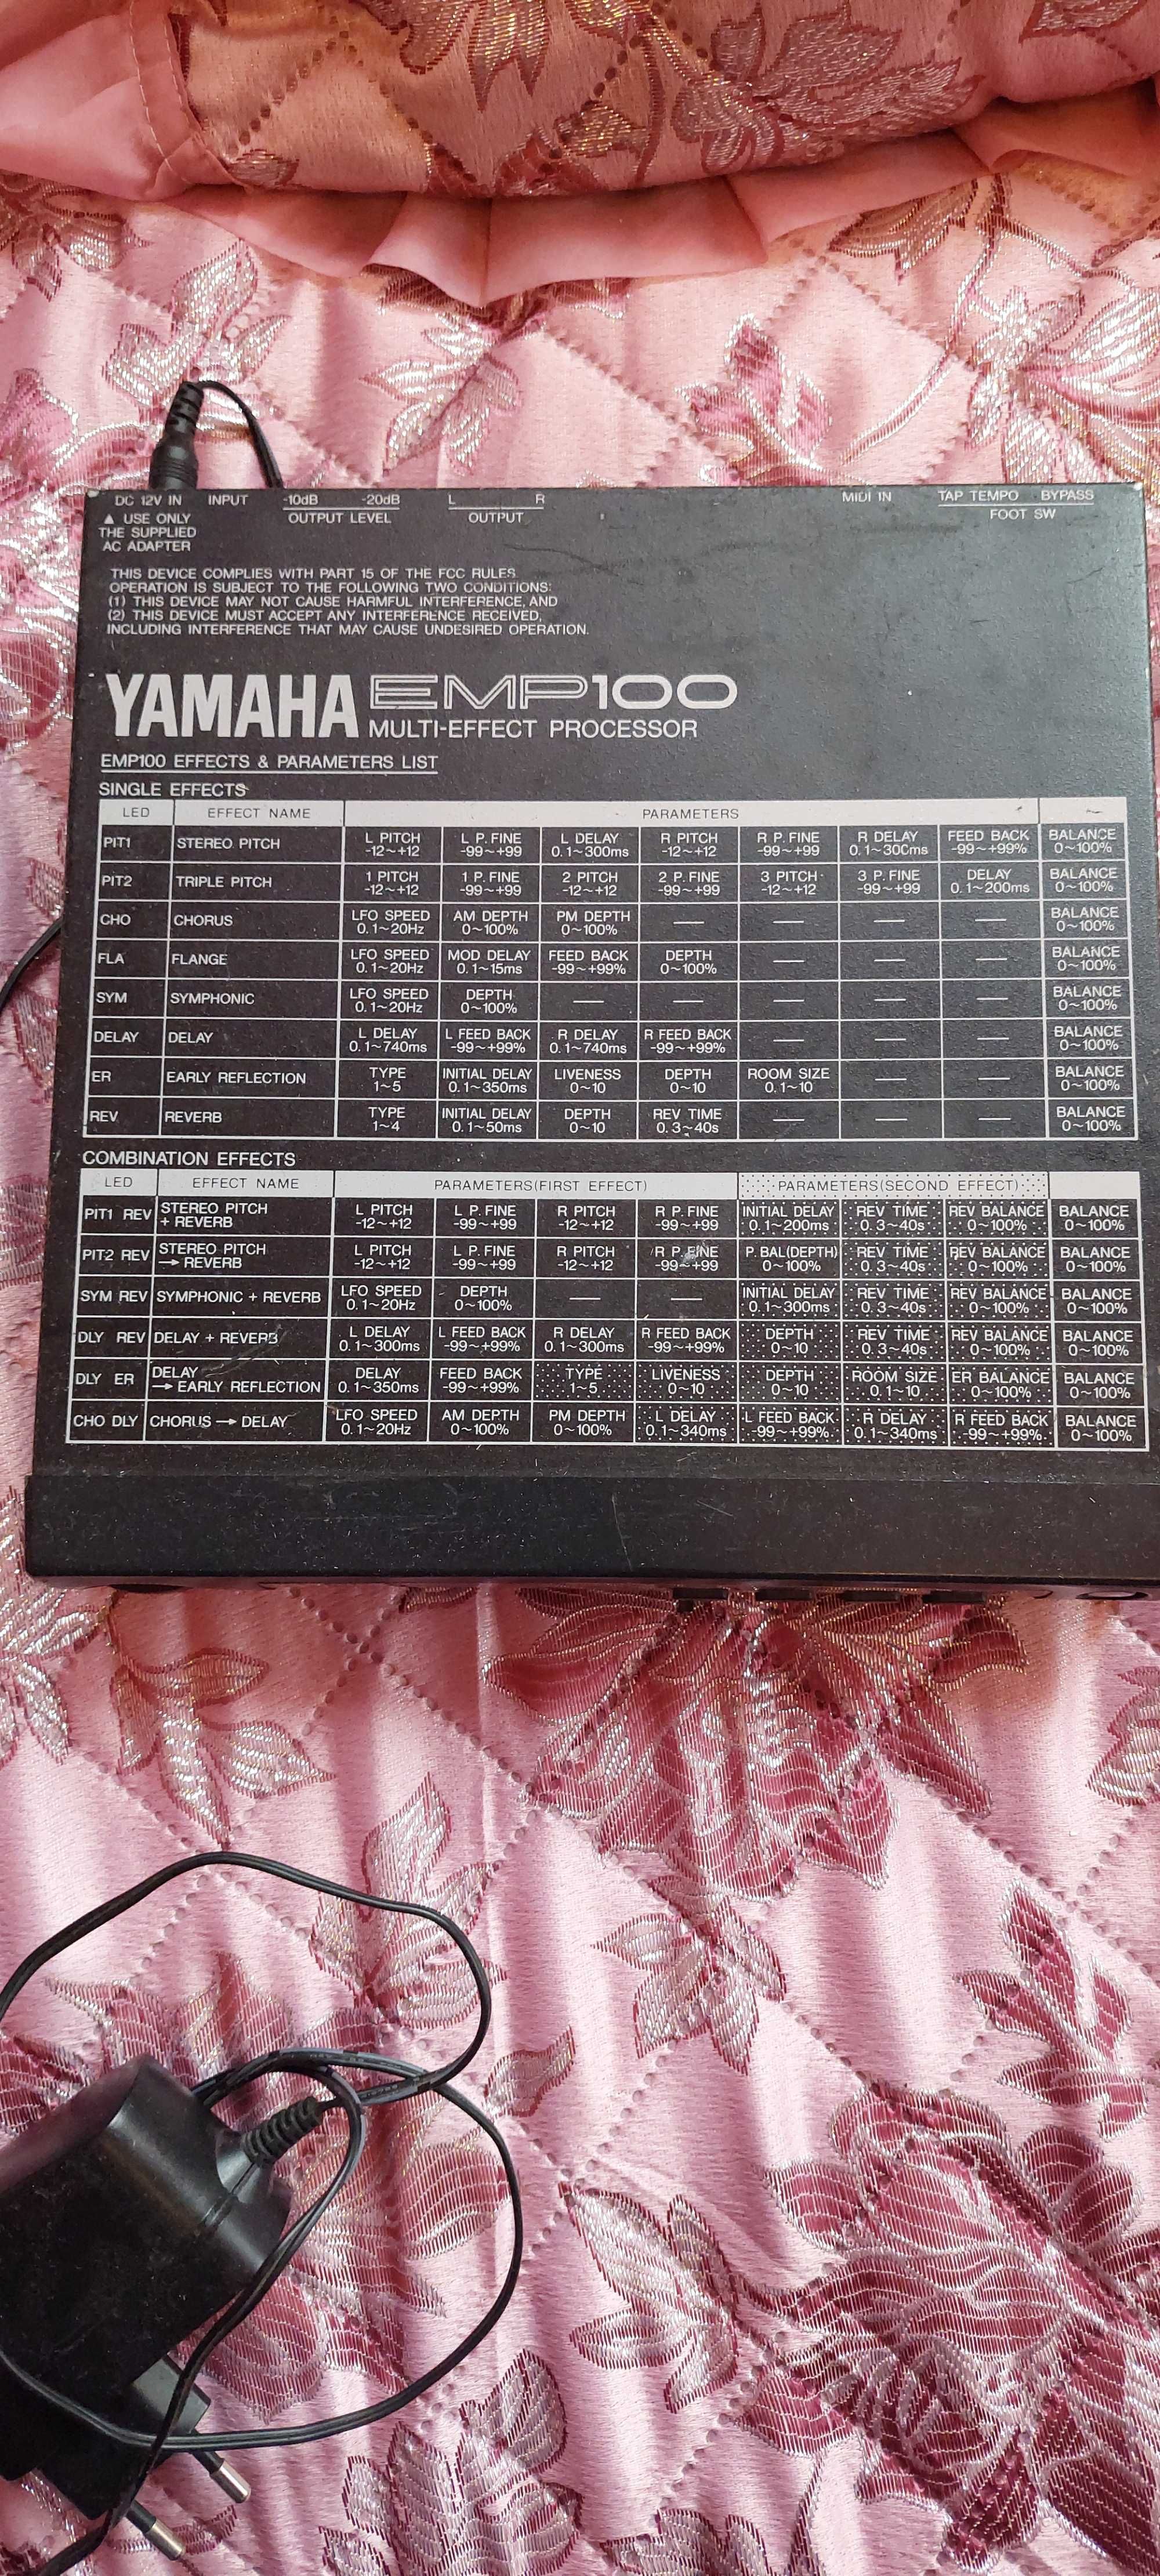 DC 12V IN INPUT -10dB -20dB L R MIDI IN TAP TEMPO BYPASS
▲ USE ONLY OUTPUT LEVEL OUTPUT FOOT SW
THE SUPPLIED
AC ADAPTER
THIS DEVICE COMPLIES WITH PART 15 OF THE FCC RULES
OPERATION IS SUBJECT TO THE FOLLOWING TWO CONDITIONS:
(1) THIS DEVICE MAY NOT CAUSE HARMFUL INTERFERENCE, AND
(2) THIS DEVICE MUST ACCEPT ANY INTERFERENCE RECEIVED,
INCLUDING INTERFERENCE THAT MAY CAUSE UNDESIRED OPERATION.
YAMAHA EMP100
MULTI-EFFECT PROCESSOR
EMP100 EFFECTS & PARAMETERS LIST
SINGLE EFFECTS
LED EFFECT NAME PARAMETERS
PIT1 STEREO PITCH L PITCH L P. FINE L DELAY R PITCH R P. FINE R DELAY FEED BACK BALANCE
-12~+12 -99~+99 0.1~300ms -12~+12 -99~+99 0.1~300ms -99~+99% 0~100%
PIT2 TRIPLE PITCH 1 PITCH 1 P. FINE 2 PITCH 2 P. FINE 3 PITCH 3 P. FINE DELAY BALANCE
-12~+12 -99~+99 -12~+12 -99~+99 -12~+12 -99~+99 0.1~200ms 0~100%
CHO CHORUS LFO SPEED AM DEPTH PM DEPTH — — — — BALANCE
0.1~20Hz 0~100% 0~100% 0~100%
FLA FLANGE LFO SPEED MOD DELAY FEED BACK DEPTH — — — BALANCE
0.1~20Hz 0.1~15ms -99~+99% 0~100% 0~100%
SYM SYMPHONIC LFO SPEED DEPTH — — — — — BALANCE
0.1~20Hz 0~100% 0~100%
DELAY DELAY L DELAY L FEED BACK R DELAY R FEED BACK — — — BALANCE
0.1~740ms -99~+99% 0.1~740ms -99~+99% 0~100%
ER EARLY REFLECTION TYPE INITIAL DELAY LIVENESS DEPTH ROOM SIZE — — BALANCE
1~5 0.1~350ms 0~10 0~10 0.1~10 0~100%
REV REVERB TYPE INITIAL DELAY DEPTH REV TIME — — — BALANCE
1~4 0.1~50ms 0~10 0.3~40s 0~100%
COMBINATION EFFECTS
LED EFFECT NAME PARAMETERS(FIRST EFFECT) PARAMETERS(SECOND EFFECT)
PIT1 REV STEREO PITCH L PITCH L P. FINE R PITCH R P. FINE INITIAL DELAY REV TIME REV BALANCE BALANCE
+ REVERB -12~+12 -99~+99 -12~+12 -99~+99 0.1~200ms 0.3~40s 0~100% 0~100%
PIT2 REV STEREO PITCH L PITCH L P. FINE R PITCH R P. FINE P. BAL(DEPTH) REV TIME REV BALANCE BALANCE
→ REVERB -12~+12 -99~+99 -12~+12 -99~+99 0~100% 0.3~40s 0~100% 0~100%
SYM REV SYMPHONIC + REVERB LFO SPEED DEPTH — — INITIAL DELAY REV TIME REV BALANCE BALANCE
0.1~20Hz 0~100% 0.1~300ms 0.3~40s 0~100% 0~100%
DLY REV DELAY + REVERB L DELAY L FEED BACK R DELAY R FEED BACK DEPTH REV TIME REV BALANCE BALANCE
0.1~300ms -99~+99% 0.1~300ms -99~+99% 0~10 0.3~40s 0~100% 0~100%
DLY ER DELAY DELAY FEED BACK TYPE LIVENESS DEPTH ROOM SIZE ER BALANCE BALANCE
→ EARLY REFLECTION 0.1~350ms -99~+99% 1~5 0~10 0~10 0.1~10 0~100% 0~100%
CHO DLY CHORUS → DELAY LFO SPEED AM DEPTH PM DEPTH L DELAY L FEED BACK R DELAY R FEED BACK BALANCE
0.1~20Hz 0~100% 0~100% 0.1~340ms -99~+99% 0.1~340ms -99~+99% 0~100%